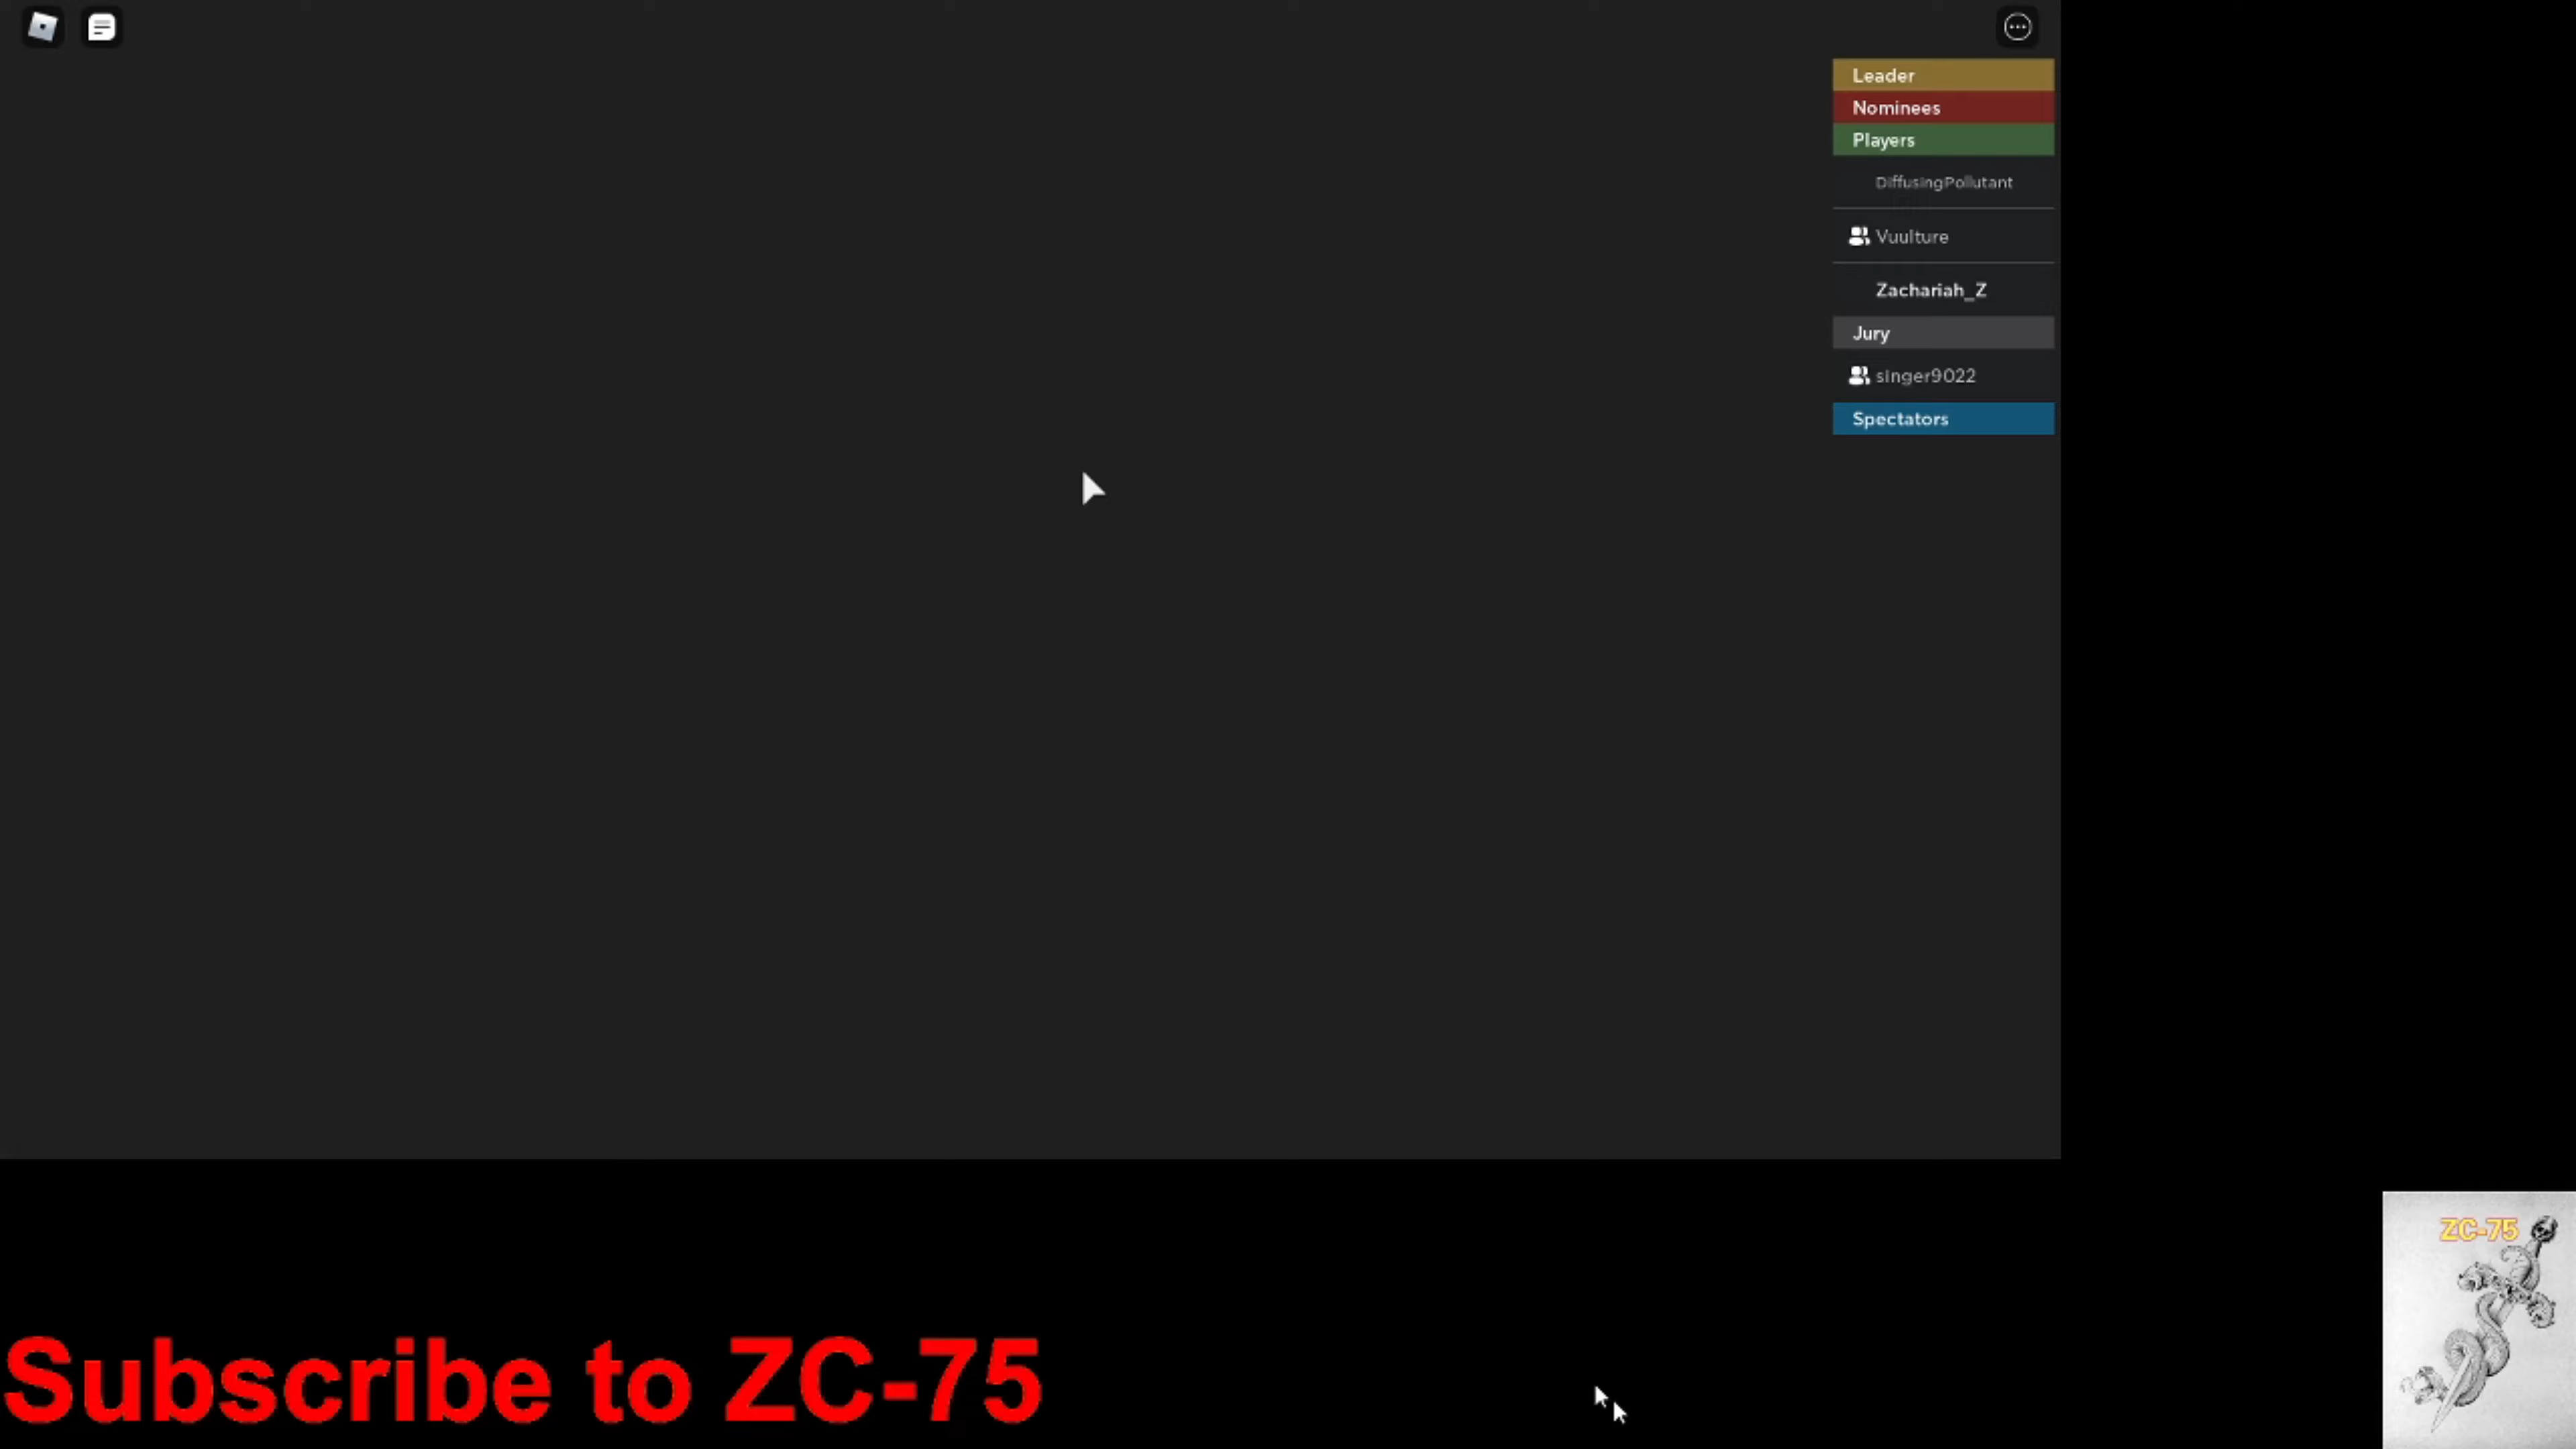 Leader
Nominees
Players
DiffusingPollutant
Vuulture
Zachariah_Z
Jury
singer9022
Spectators
ZC-75
Subscribe to ZC-75